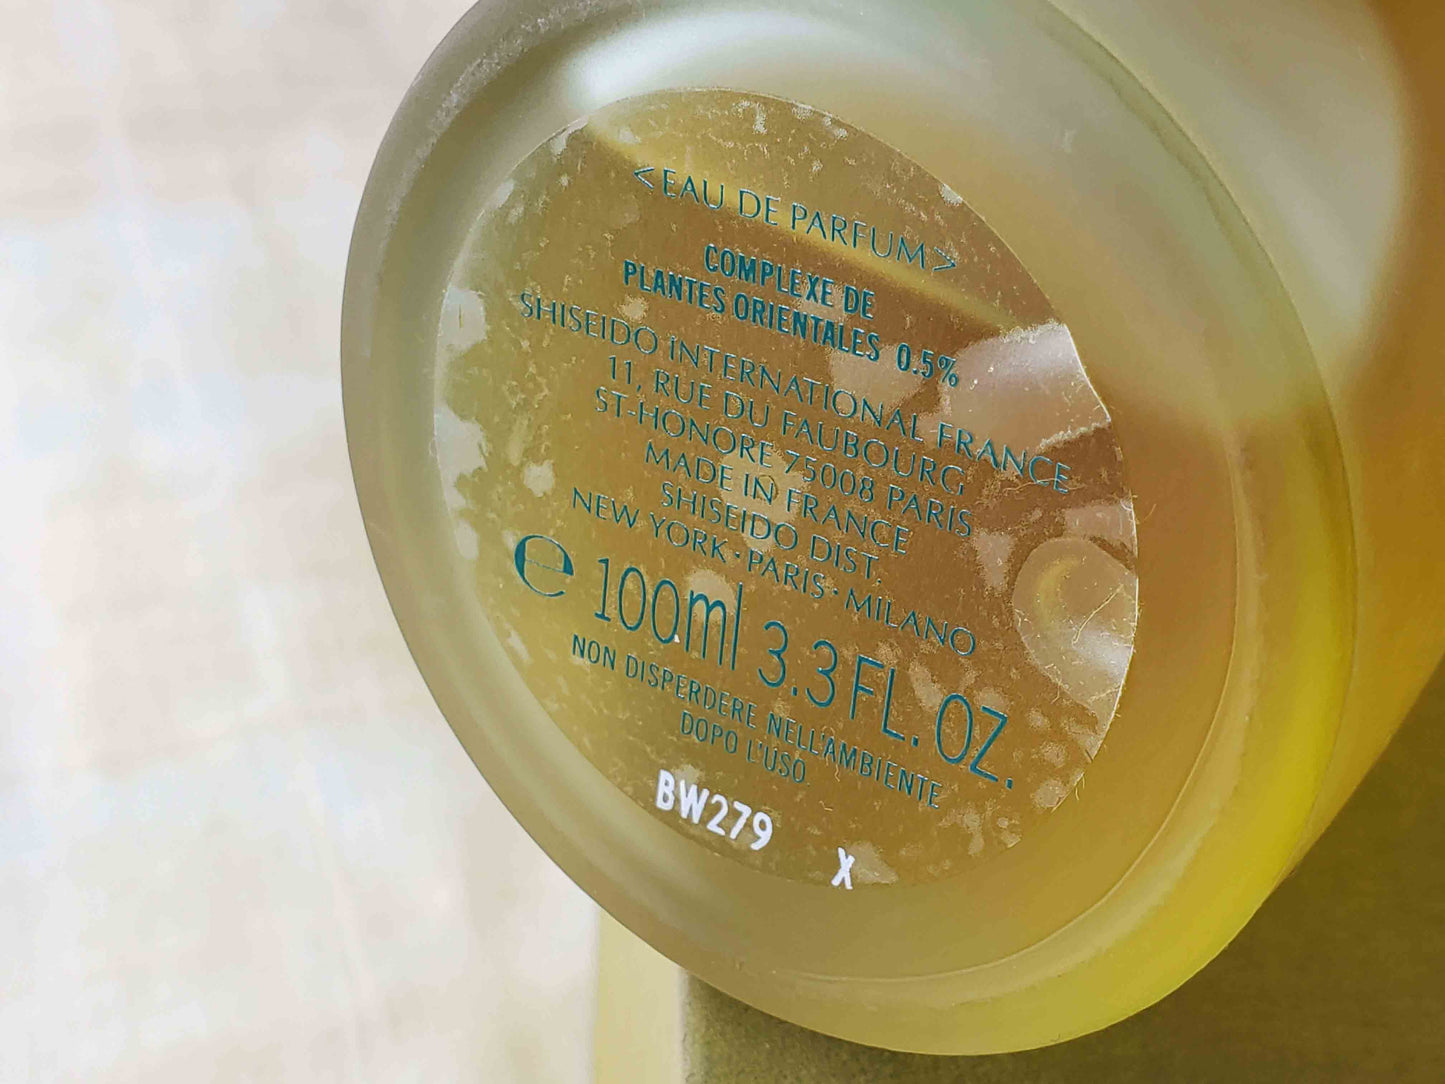 <EAU DE PARFUM>
COMPLEXE DE
PLANTES ORIENTALES 0.5%
SHISEIDO INTERNATIONAL FRANCE
11, RUE DU FAUBOURG
ST-HONORE 75008 PARIS
MADE IN FRANCE
SHISEIDO DIST.
NEW YORK·PARIS·MILANO
℮ 100ml 3.3 FL. OZ.
NON DISPERDERE NELL'AMBIENTE
DOPO L'USO.
BW279 X